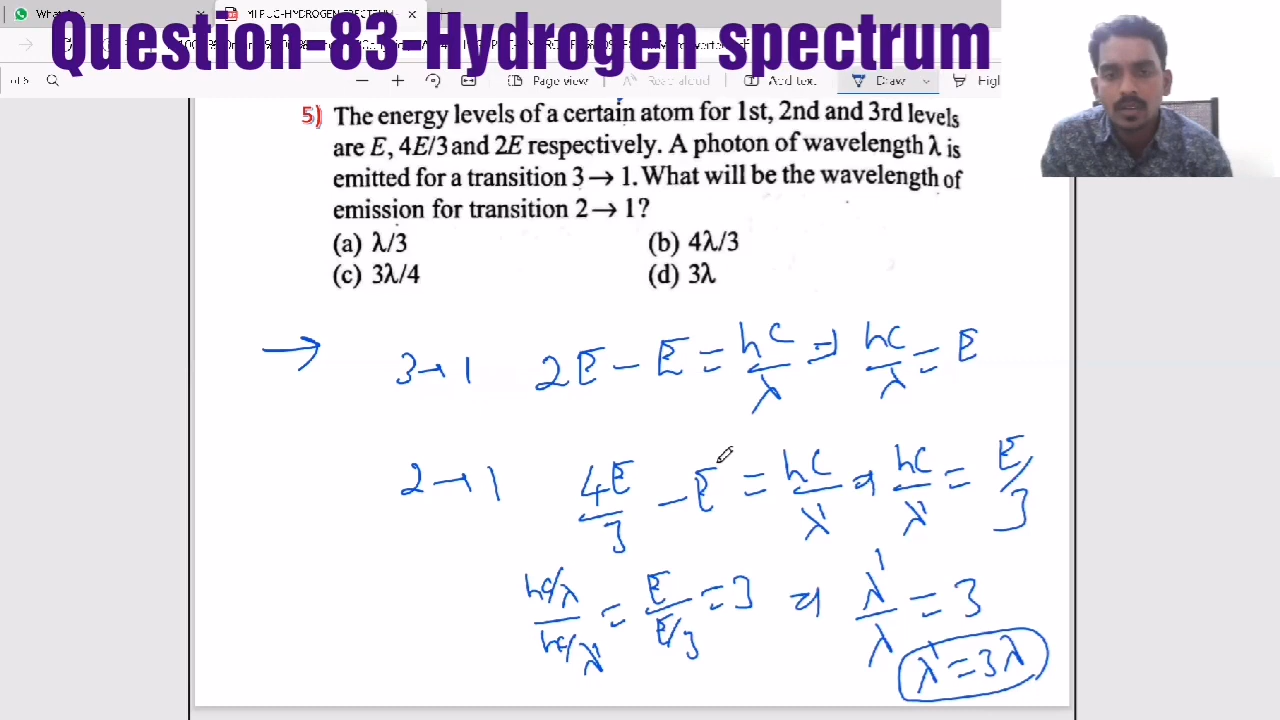 Question-83-Hydrogen spectrum
Page view
Read aloud
Add text
Draw
High
5) The energy levels of a certain atom for 1st, 2nd and 3rd levels
are E, 4E/3 and 2E respectively. A photon of wavelength λ is
emitted for a transition 3 → 1. What will be the wavelength of
emission for transition 2 → 1?
(a) λ/3 (b) 4λ/3
(c) 3λ/4 (d) 3λ
→ 3→1 2E − E = hc/λ ⇒ hc/λ = E
2→1 4E/3 − E = hc/λ' ⇒ hc/λ' = E/3
(hc/λ)/(hc/λ') = E/(E/3) = 3 ⇒ λ'/λ = 3
λ' = 3λ